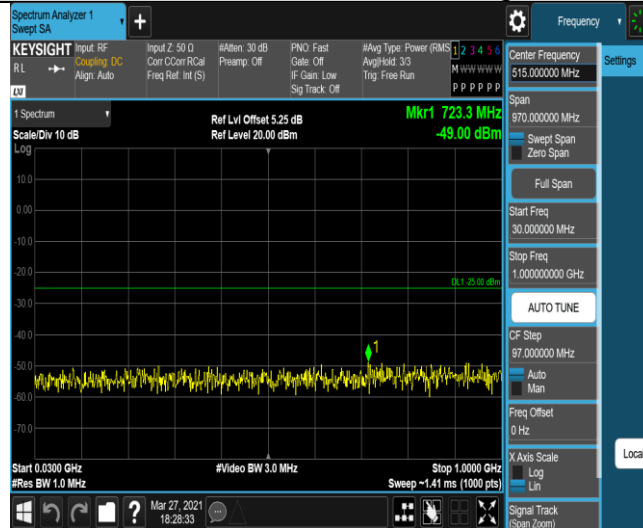 Spectrum Analyzer 1
Swept SA
Frequency
KEYSIGHT
RL
LXI
Input: RF
Coupling: DC
Align: Auto
Input Z: 50 Ω
Corr CCorr RCal
Freq Ref: Int (S)
#Atten: 30 dB
Preamp: Off
PNO: Fast
Gate: Off
IF Gain: Low
Sig Track: Off
#Avg Type: Power (RMS
Avg|Hold: 3/3
Trig: Free Run
1 2 3 4 5 6
M W W W W W
P P P P P P
1 Spectrum
Scale/Div 10 dB
Log
Ref Lvl Offset 5.25 dB
Ref Level 20.00 dBm
Mkr1 723.3 MHz
-49.00 dBm
10.0
0.00
-10.0
-20.0
DL1 -25.00 dBm
-30.0
-40.0
1
-50.0
-60.0
-70.0
Start 0.0300 GHz
#Res BW 1.0 MHz
#Video BW 3.0 MHz
Stop 1.0000 GHz
Sweep ~1.41 ms (1000 pts)
Mar 27, 2021
18:28:33
Center Frequency
515.000000 MHz
Settings
Span
970.000000 MHz
Swept Span
Zero Span
Full Span
Start Freq
30.000000 MHz
Stop Freq
1.000000000 GHz
AUTO TUNE
CF Step
97.000000 MHz
Auto
Man
Freq Offset
0 Hz
X Axis Scale
Log
Lin
Loca
Signal Track
(Span Zoom)